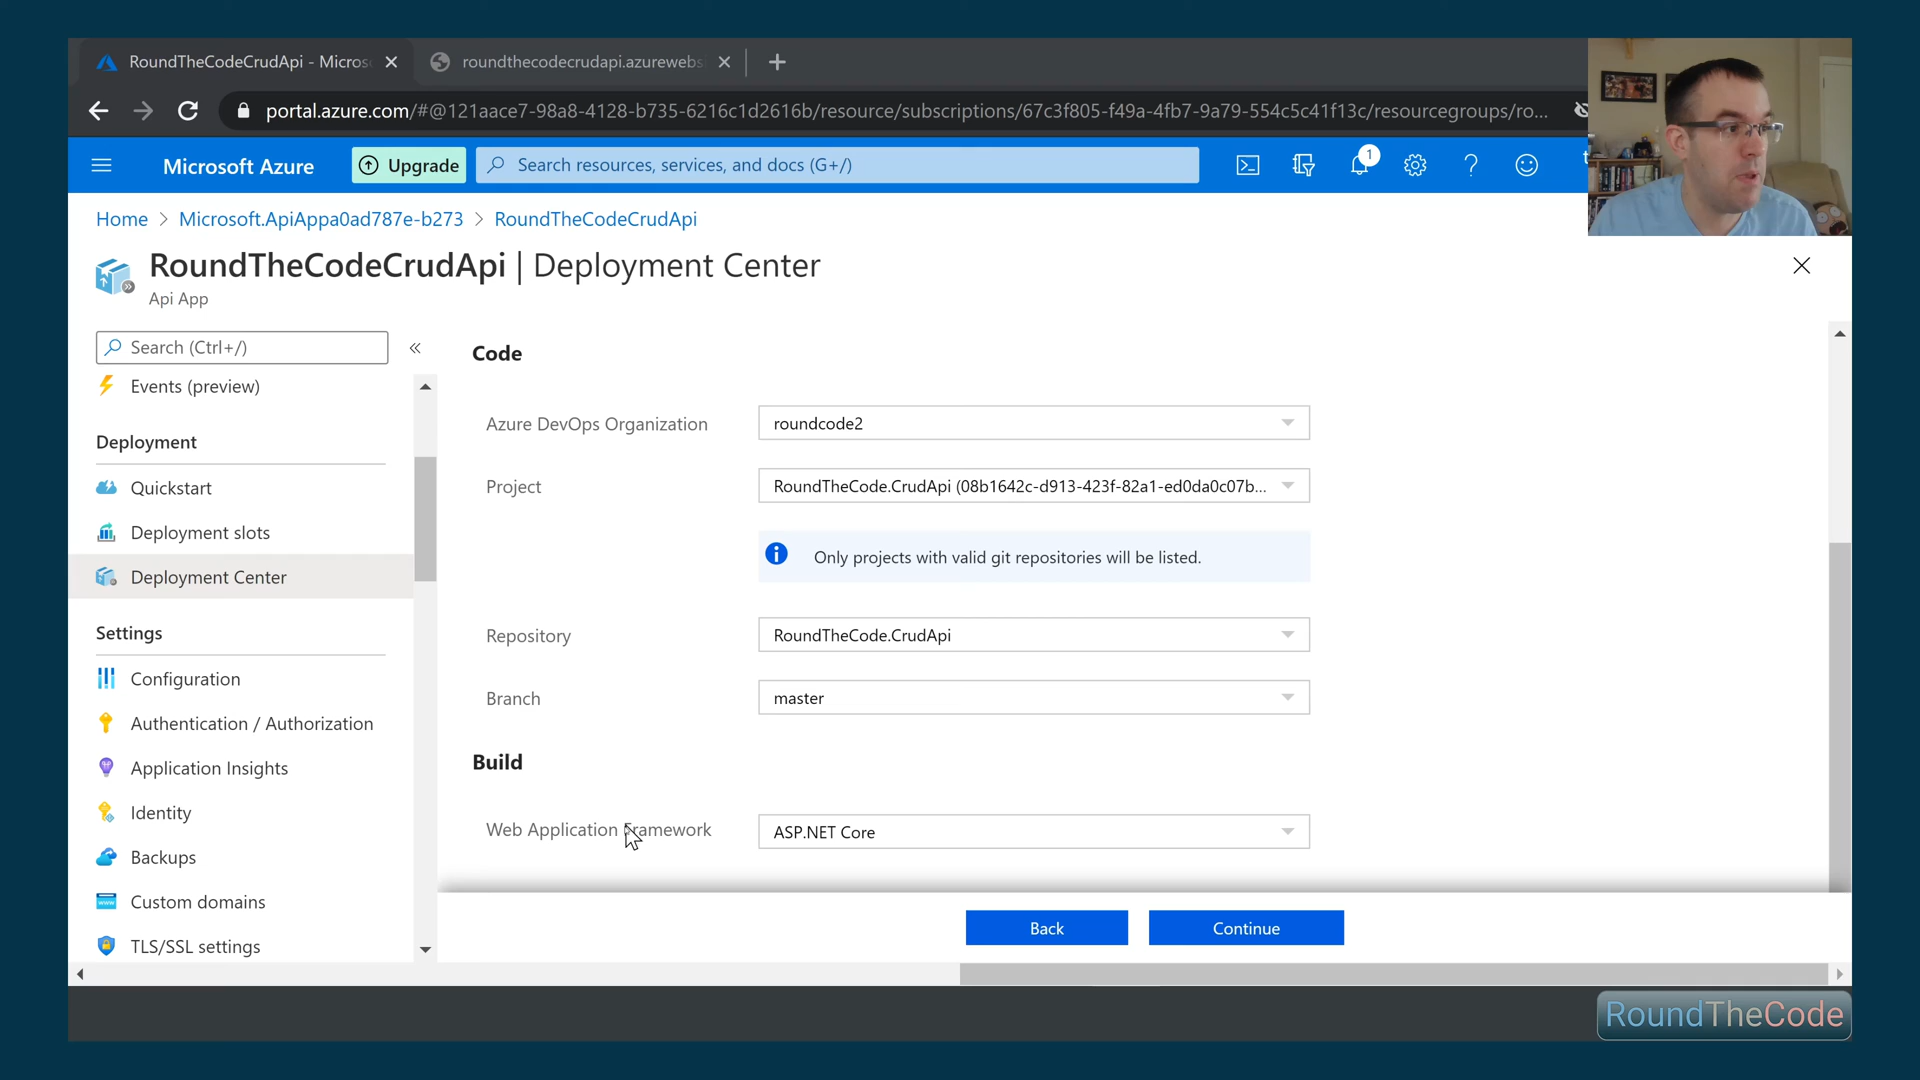 RoundTheCodeCrudApi - Micros
roundthecodecrudapi.azurewebs
portal.azure.com/#@121aace7-98a8-4128-b735-6216c1d2616b/resource/subscriptions/67c3f805-f49a-4fb7-9a79-554c5c41f13c/resourcegroups/ro...
Microsoft Azure
Upgrade
Search resources, services, and docs (G+/)
1
Home > Microsoft.ApiAppa0ad787e-b273 > RoundTheCodeCrudApi
RoundTheCodeCrudApi | Deployment Center
Api App
Search (Ctrl+/)
«
Events (preview)
Deployment
Quickstart
Deployment slots
Deployment Center
Settings
Configuration
Authentication / Authorization
Application Insights
Identity
Backups
Custom domains
TLS/SSL settings
Code
Azure DevOps Organization
roundcode2
Project
RoundTheCode.CrudApi (08b1642c-d913-423f-82a1-ed0da0c07b...
Only projects with valid git repositories will be listed.
Repository
RoundTheCode.CrudApi
Branch
master
Build
Web Application Framework
ASP.NET Core
Back
Continue
RoundTheCode